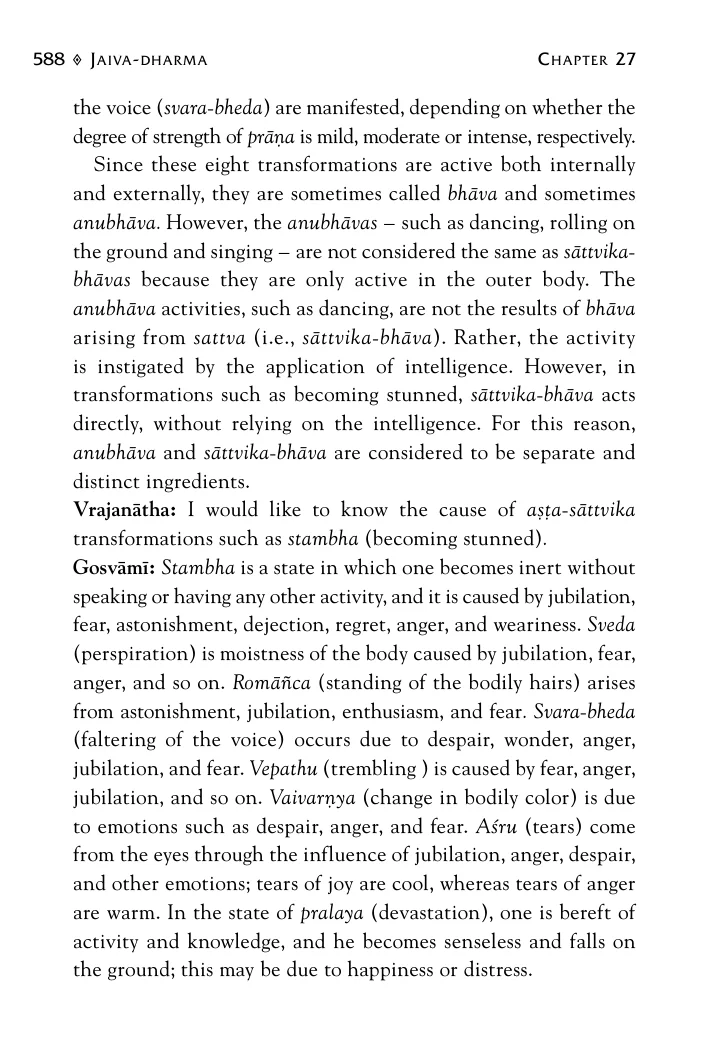 588 ◊ JAIVA-DHARMA CHAPTER 27
the voice (svara-bheda) are manifested, depending on whether the
degree of strength of prāṇa is mild, moderate or intense, respectively.
Since these eight transformations are active both internally
and externally, they are sometimes called bhāva and sometimes
anubhāva. However, the anubhāvas – such as dancing, rolling on
the ground and singing – are not considered the same as sāttvika-
bhāvas because they are only active in the outer body. The
anubhāva activities, such as dancing, are not the results of bhāva
arising from sattva (i.e., sāttvika-bhāva). Rather, the activity
is instigated by the application of intelligence. However, in
transformations such as becoming stunned, sāttvika-bhāva acts
directly, without relying on the intelligence. For this reason,
anubhāva and sāttvika-bhāva are considered to be separate and
distinct ingredients.
Vrajanātha: I would like to know the cause of aṣṭa-sāttvika
transformations such as stambha (becoming stunned).
Gosvāmī: Stambha is a state in which one becomes inert without
speaking or having any other activity, and it is caused by jubilation,
fear, astonishment, dejection, regret, anger, and weariness. Sveda
(perspiration) is moistness of the body caused by jubilation, fear,
anger, and so on. Romāñca (standing of the bodily hairs) arises
from astonishment, jubilation, enthusiasm, and fear. Svara-bheda
(faltering of the voice) occurs due to despair, wonder, anger,
jubilation, and fear. Vepathu (trembling ) is caused by fear, anger,
jubilation, and so on. Vaivarṇya (change in bodily color) is due
to emotions such as despair, anger, and fear. Aśru (tears) come
from the eyes through the influence of jubilation, anger, despair,
and other emotions; tears of joy are cool, whereas tears of anger
are warm. In the state of pralaya (devastation), one is bereft of
activity and knowledge, and he becomes senseless and falls on
the ground; this may be due to happiness or distress.